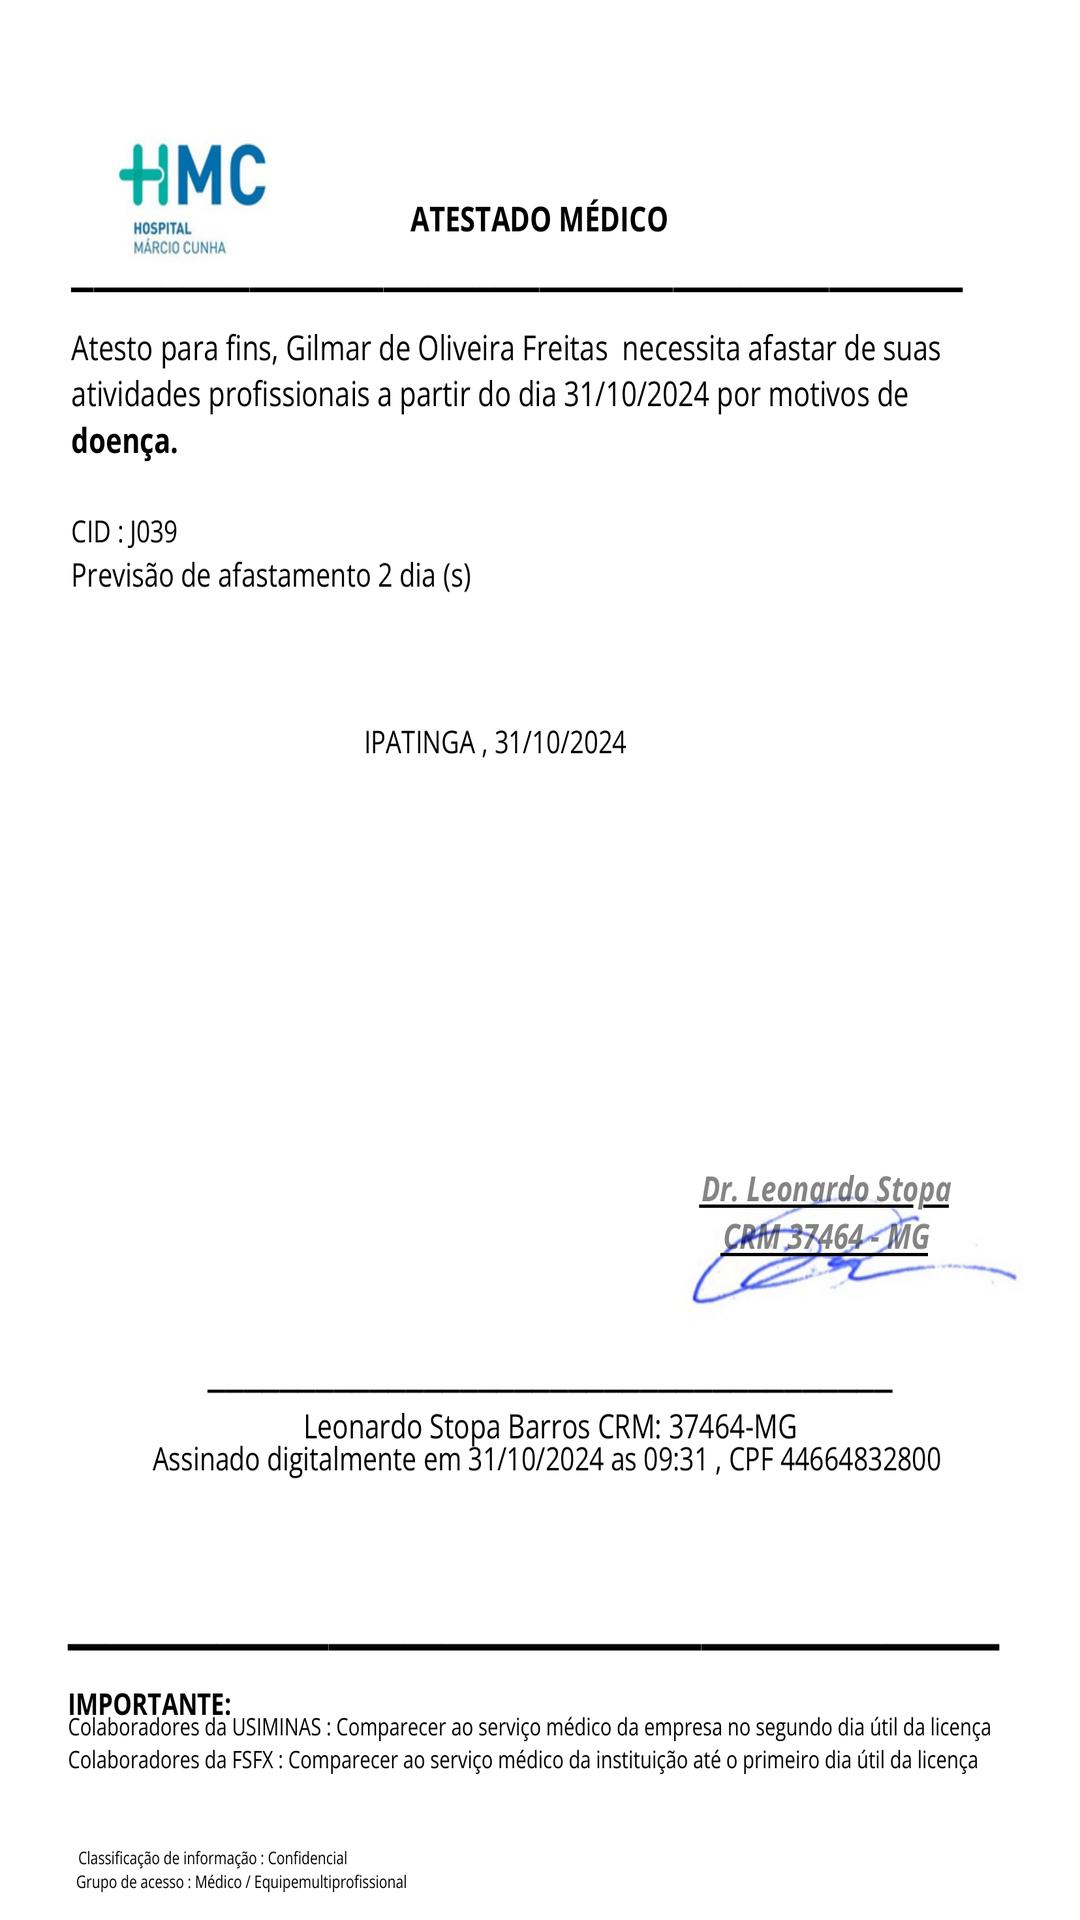 HMC
HOSPITAL
MÁRCIO CUNHA
ATESTADO MÉDICO
Atesto para fins, Gilmar de Oliveira Freitas necessita afastar de suas
atividades profissionais a partir do dia 31/10/2024 por motivos de
doença.
CID : J039
Previsão de afastamento 2 dia (s)
IPATINGA , 31/10/2024
Dr. Leonardo Stopa
CRM 37464 - MG
Leonardo Stopa Barros CRM: 37464-MG
Assinado digitalmente em 31/10/2024 as 09:31 , CPF 44664832800
IMPORTANTE:
Colaboradores da USIMINAS : Comparecer ao serviço médico da empresa no segundo dia útil da licença
Colaboradores da FSFX : Comparecer ao serviço médico da instituição até o primeiro dia útil da licença
Classificação de informação : Confidencial
Grupo de acesso : Médico / Equipemultiprofissional